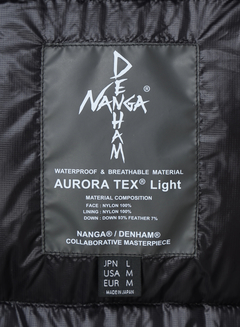 DENHAM
NANGA
WATERPROOF & BREATHABLE MATERIAL
AURORA TEX® Light
MATERIAL COMPOSITION
FACE : NYLON 100%
LINING : NYLON 100%
DOWN : DOWN 93% FEATHER 7%
NANGA® / DENHAM®
COLLABORATIVE MASTERPIECE
JPN L
USA M
EUR M
MADE IN JAPAN